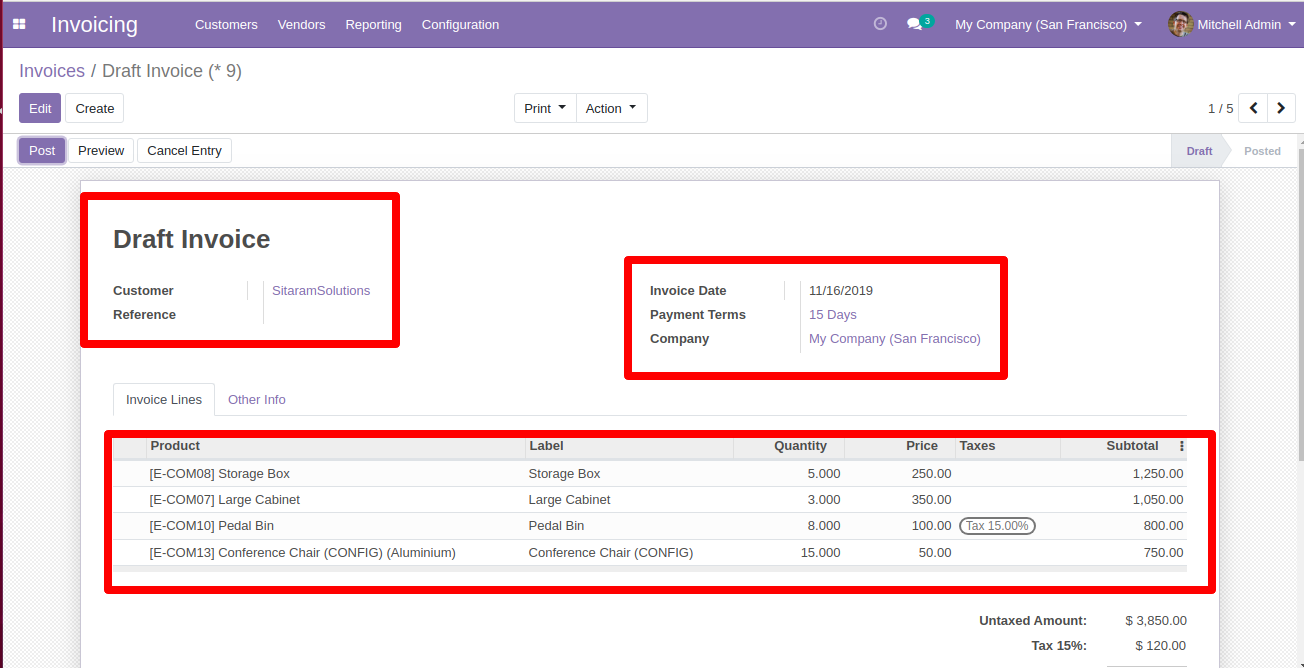 Invoicing Customers Vendors Reporting Configuration 3 My Company (San Francisco) Mitchell Admin
Invoices / Draft Invoice (* 9)
Edit Create Print Action 1 / 5
Post Preview Cancel Entry Draft Posted
Draft Invoice
Customer SitaramSolutions Invoice Date 11/16/2019
Reference Payment Terms 15 Days
Company My Company (San Francisco)
Invoice Lines Other Info
Product Label Quantity Price Taxes Subtotal
[E-COM08] Storage Box Storage Box 5.000 250.00 1,250.00
[E-COM07] Large Cabinet Large Cabinet 3.000 350.00 1,050.00
[E-COM10] Pedal Bin Pedal Bin 8.000 100.00 Tax 15.00% 800.00
[E-COM13] Conference Chair (CONFIG) (Aluminium) Conference Chair (CONFIG) 15.000 50.00 750.00
Untaxed Amount: $ 3,850.00
Tax 15%: $ 120.00